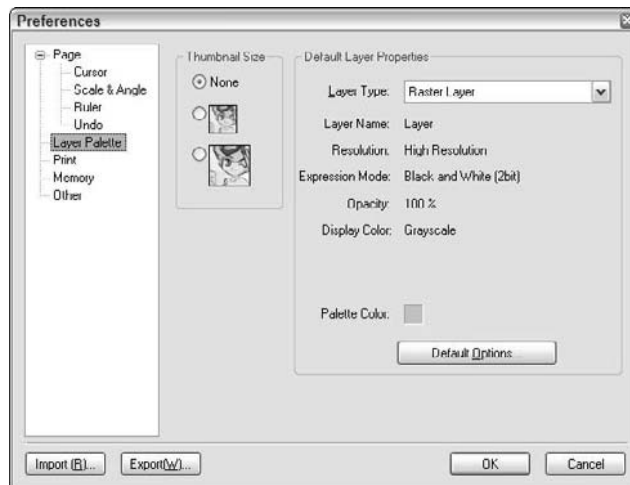 Preferences
Page
Cursor
Scale & Angle
Ruler
Undo
Layer Palette
Print
Memory
Other
Thumbnail Size
None
Default Layer Properties
Layer Type: Raster Layer
Layer Name: Layer
Resolution: High Resolution
Expression Mode: Black and White (2bit)
Opacity: 100 %
Display Color: Grayscale
Palette Color:
Default Options...
Import (R)... Export(W)... OK Cancel